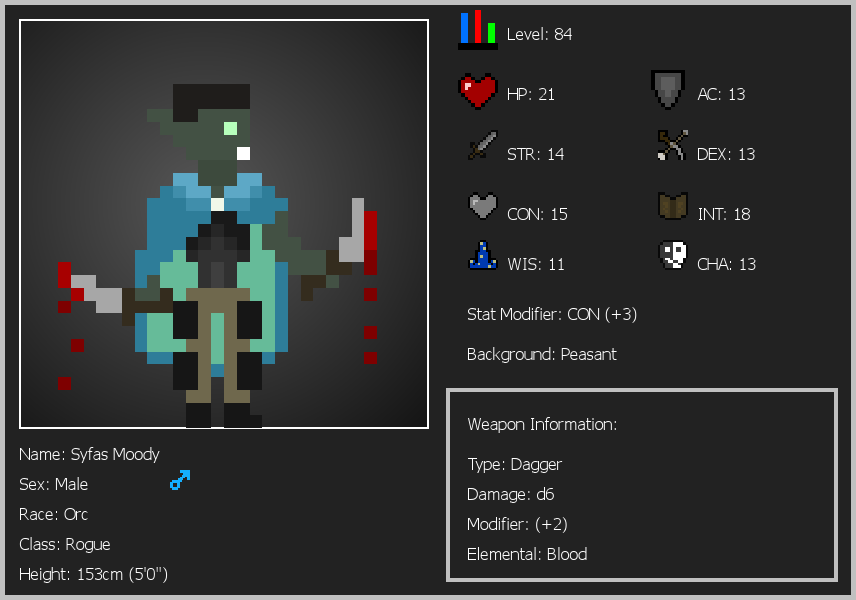 Level: 84
HP: 21
AC: 13
STR: 14
DEX: 13
CON: 15
INT: 18
WIS: 11
CHA: 13
Stat Modifier: CON (+3)
Background: Peasant
Weapon Information:
Type: Dagger
Damage: d6
Modifier: (+2)
Elemental: Blood
Name: Syfas Moody
Sex: Male
Race: Orc
Class: Rogue
Height: 153cm (5'0")